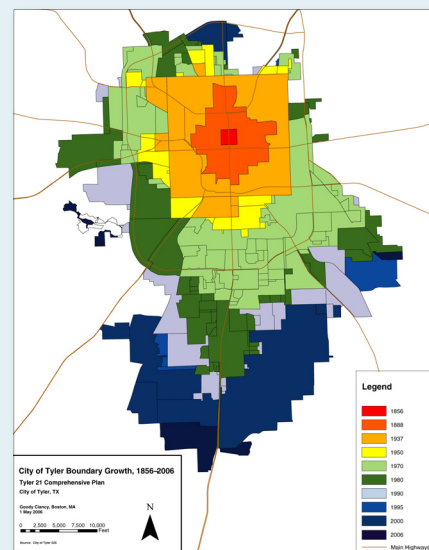 Legend
1856
1888
1937
1950
1970
1980
1990
1995
2000
2006
Main Highways
City of Tyler Boundary Growth, 1856-2006
Tyler 21 Comprehensive Plan
City of Tyler, TX
Goody Clancy, Boston, MA
1 May 2006
N
0 2,500 5,000 7,500 10,000
Feet
Source: City of Tyler GIS